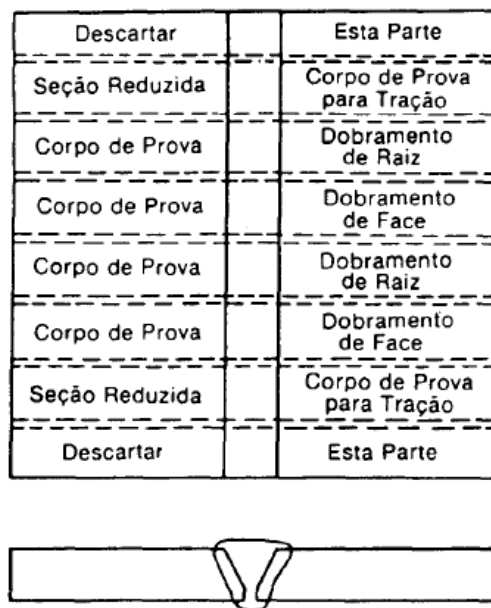 Descartar Esta Parte
Seção Reduzida Corpo de Prova
para Tração
Corpo de Prova Dobramento
de Raiz
Corpo de Prova Dobramento
de Face
Corpo de Prova Dobramento
de Raiz
Corpo de Prova Dobramento
de Face
Seção Reduzida Corpo de Prova
para Tração
Descartar Esta Parte